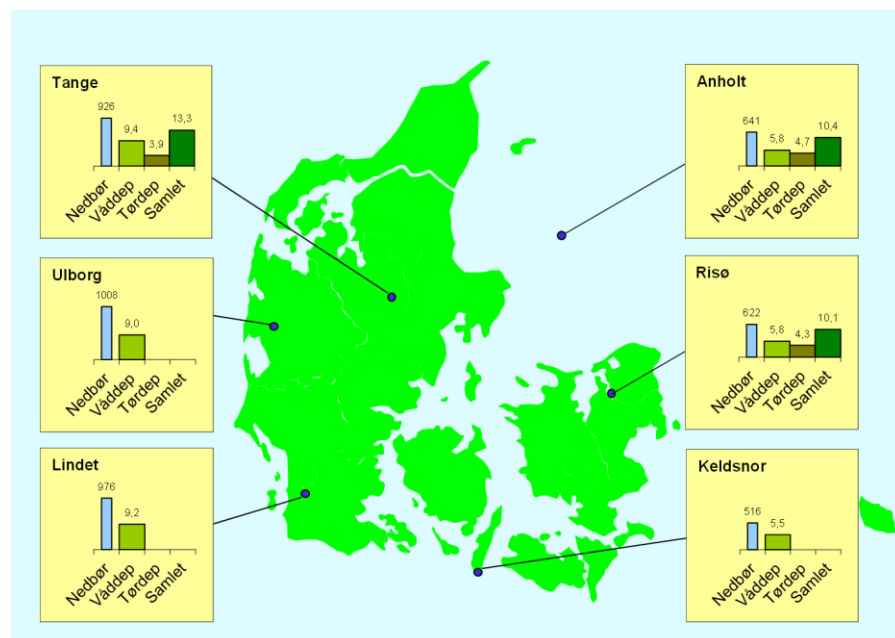 Tange
926
9,4
3,9
13,3
Nedbør
Våddep
Tørdep
Samlet
Ulborg
1008
9,0
Nedbør
Våddep
Tørdep
Samlet
Lindet
976
9,2
Nedbør
Våddep
Tørdep
Samlet
Anholt
641
5,8
4,7
10,4
Nedbør
Våddep
Tørdep
Samlet
Risø
622
5,8
4,3
10,1
Nedbør
Våddep
Tørdep
Samlet
Keldsnor
516
5,5
Nedbør
Våddep
Tørdep
Samlet